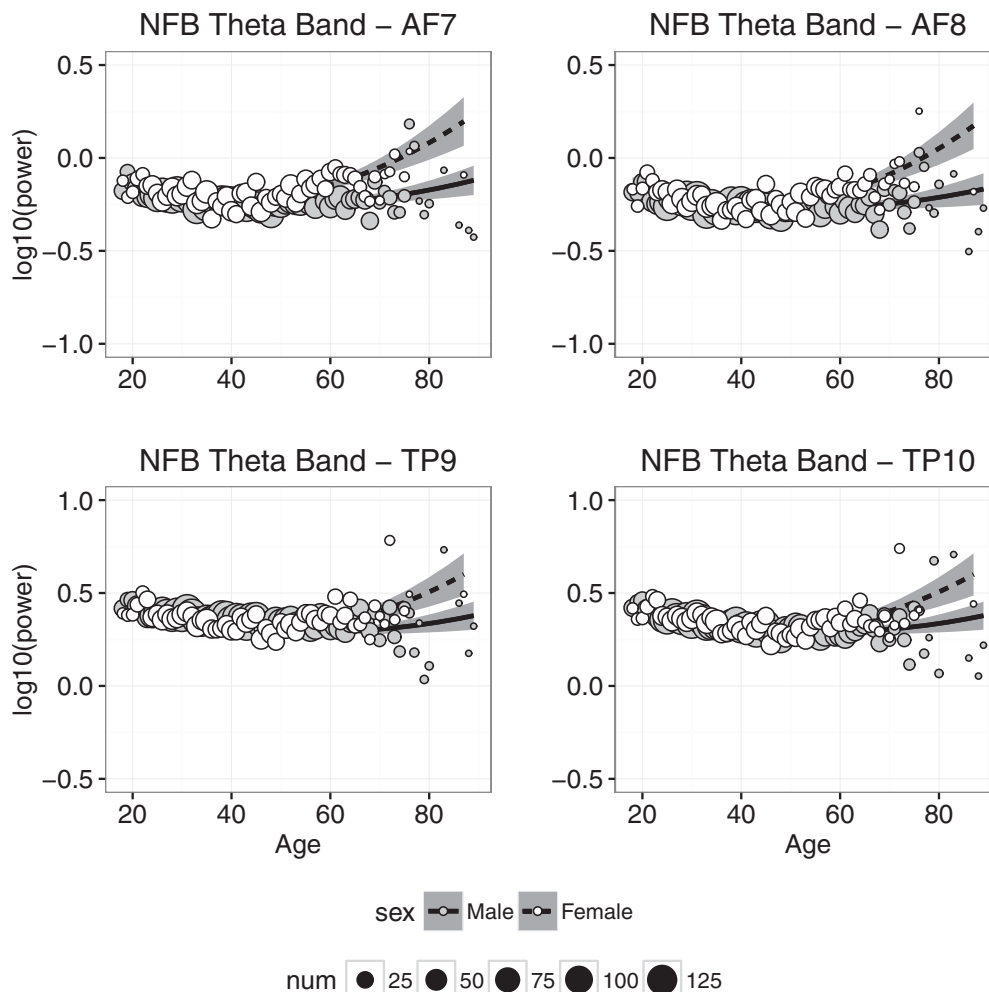 NFB Theta Band – AF7
NFB Theta Band – AF8
log10(power)
0.5
0.0
−0.5
−1.0
20 40 60 80
0.5
0.0
−0.5
−1.0
20 40 60 80
NFB Theta Band – TP9
NFB Theta Band – TP10
log10(power)
1.0
0.5
0.0
−0.5
20 40 60 80
Age
1.0
0.5
0.0
−0.5
20 40 60 80
Age
sex Male Female
num 25 50 75 100 125